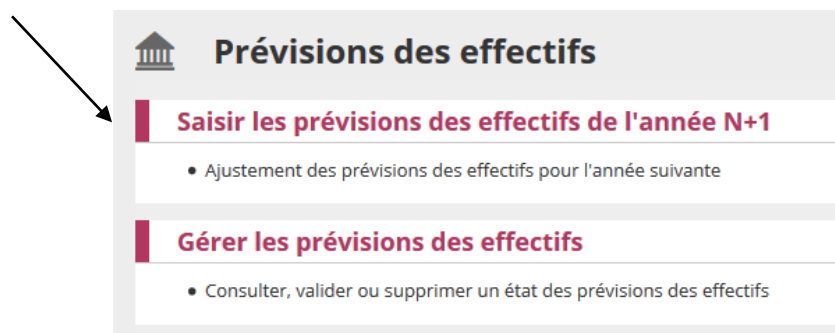 Prévisions des effectifs
Saisir les prévisions des effectifs de l'année N+1
• Ajustement des prévisions des effectifs pour l'année suivante
Gérer les prévisions des effectifs
• Consulter, valider ou supprimer un état des prévisions des effectifs